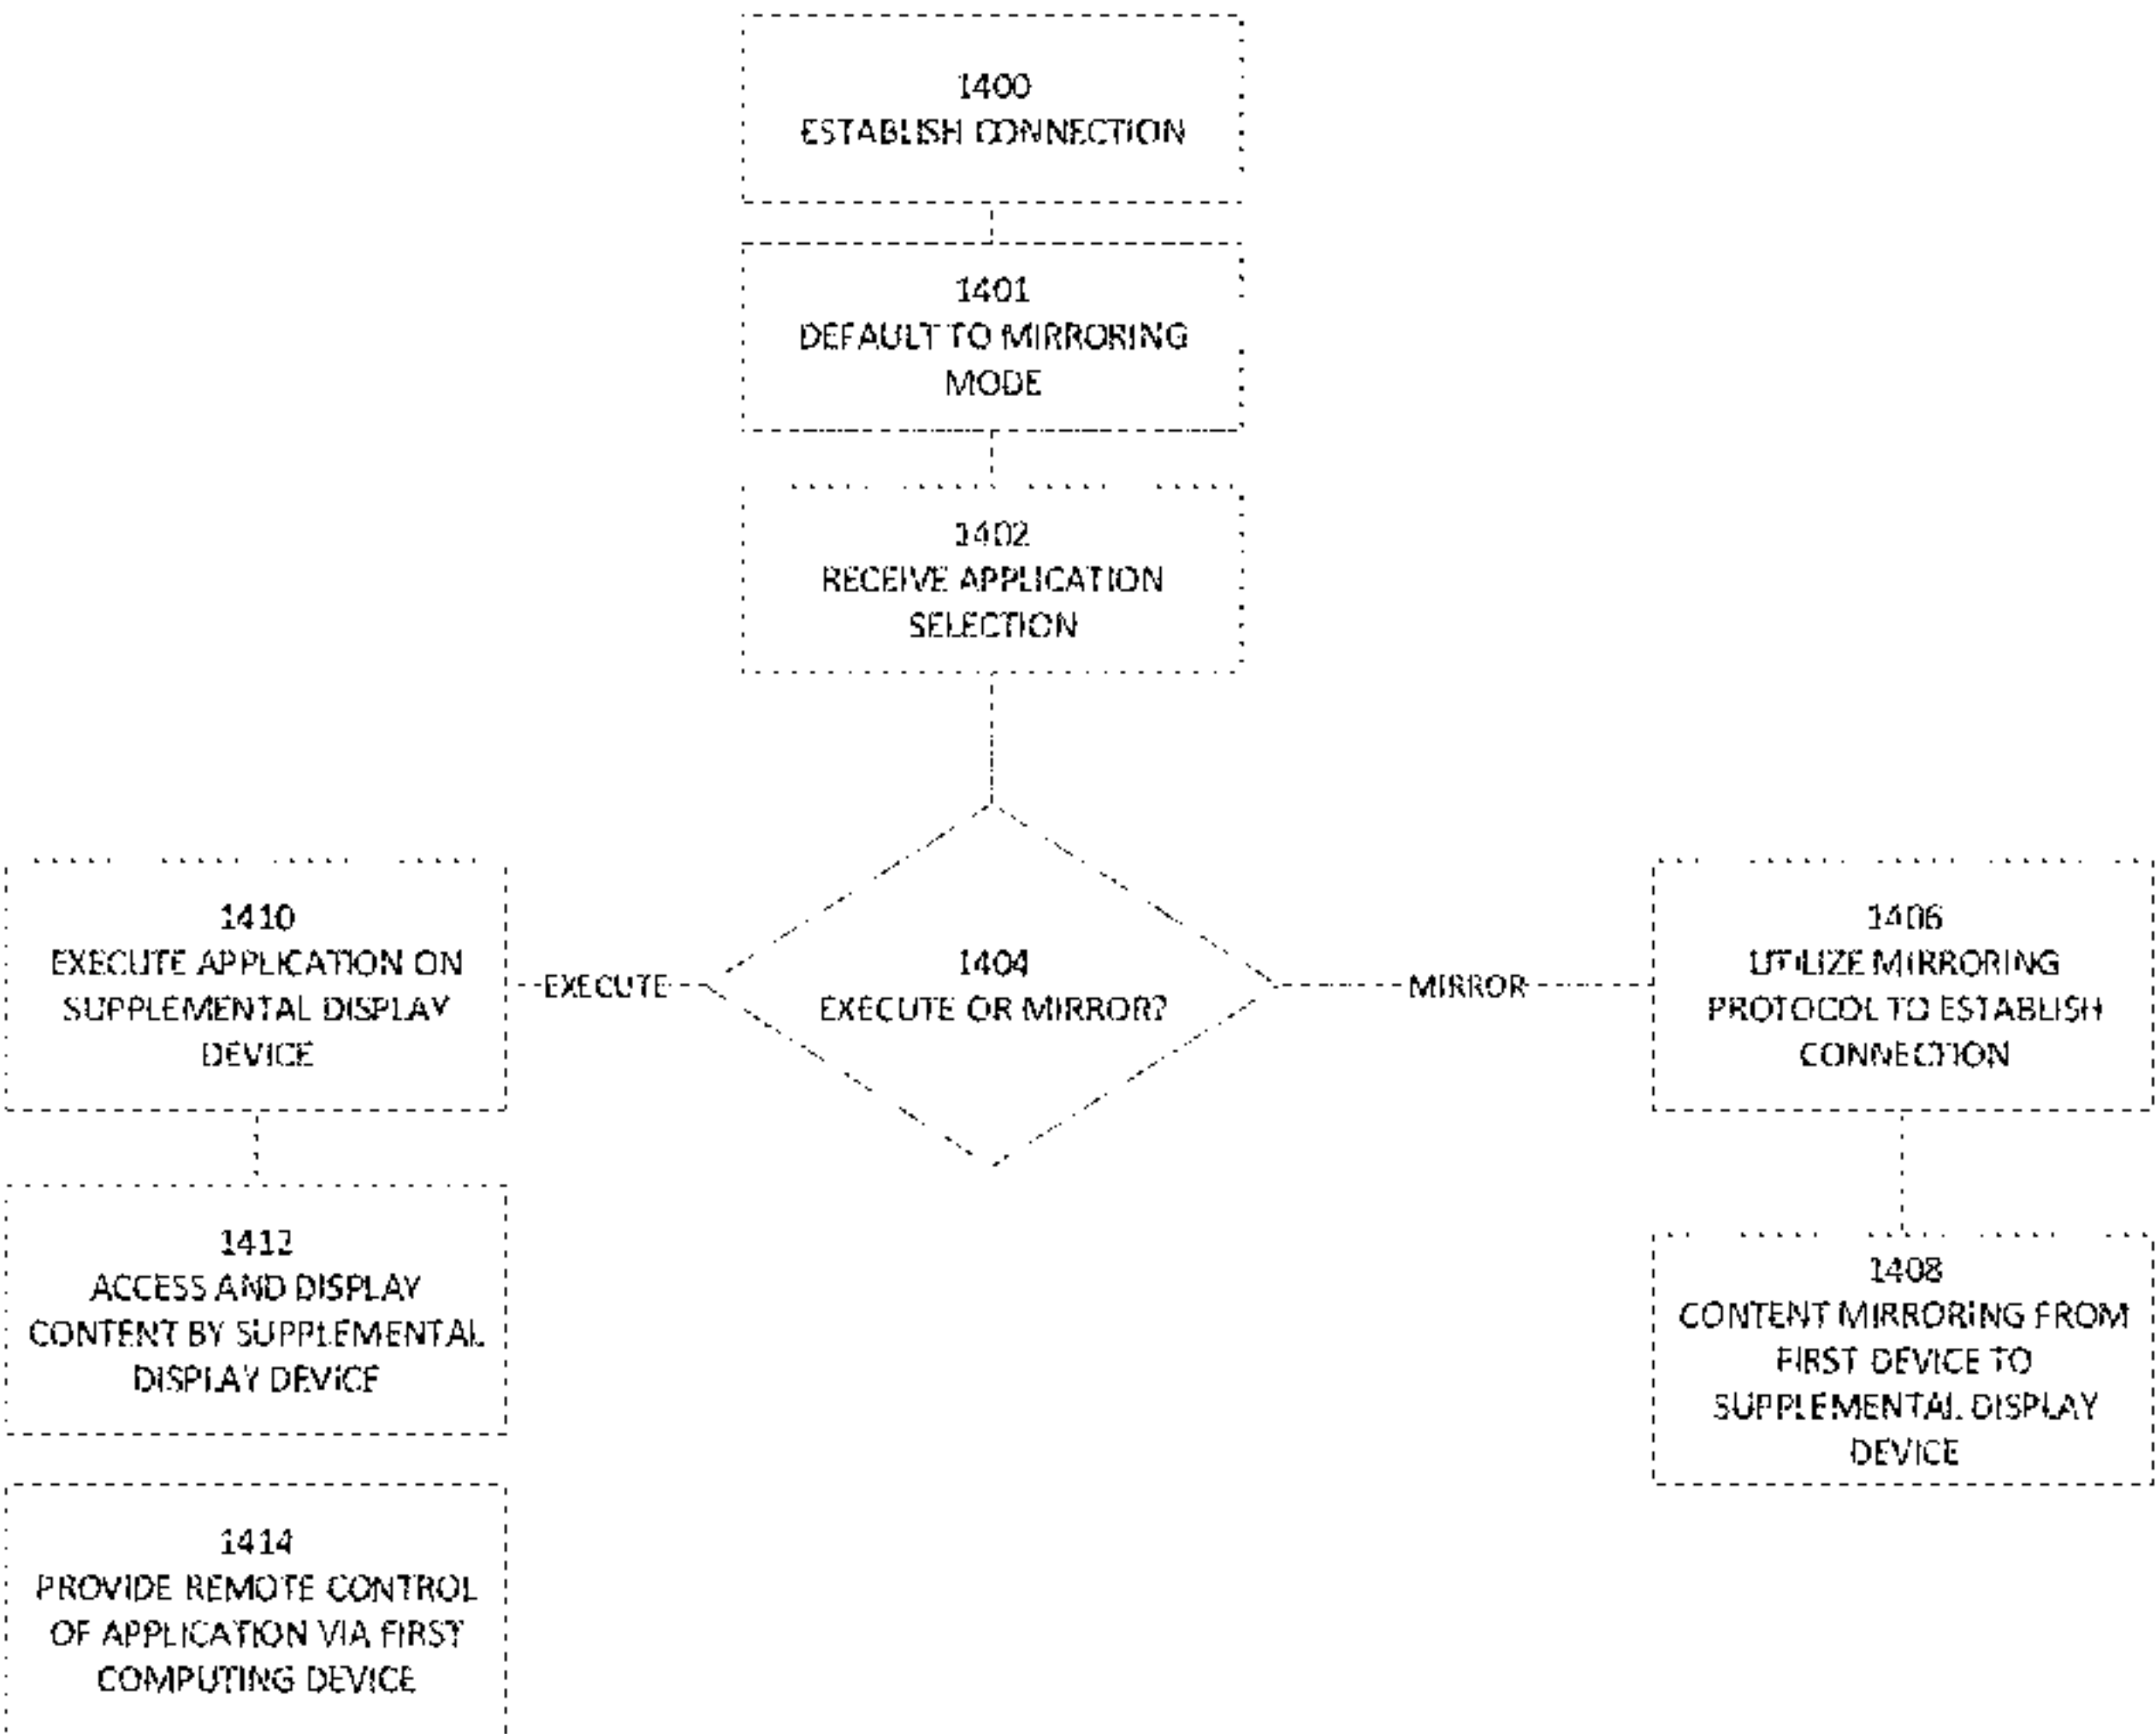 1400
ESTABLISH CONNECTION
1401
DEFAULT TO MIRRORING
MODE
1402
RECEIVE APPLICATION
SELECTION
1404
EXECUTE OR MIRROR?
EXECUTE
MIRROR
1410
EXECUTE APPLICATION ON
SUPPLEMENTAL DISPLAY
DEVICE
1412
ACCESS AND DISPLAY
CONTENT BY SUPPLEMENTAL
DISPLAY DEVICE
1414
PROVIDE REMOTE CONTROL
OF APPLICATION VIA FIRST
COMPUTING DEVICE
1406
UTILIZE MIRRORING
PROTOCOL TO ESTABLISH
CONNECTION
1408
CONTENT MIRRORING FROM
FIRST DEVICE TO
SUPPLEMENTAL DISPLAY
DEVICE